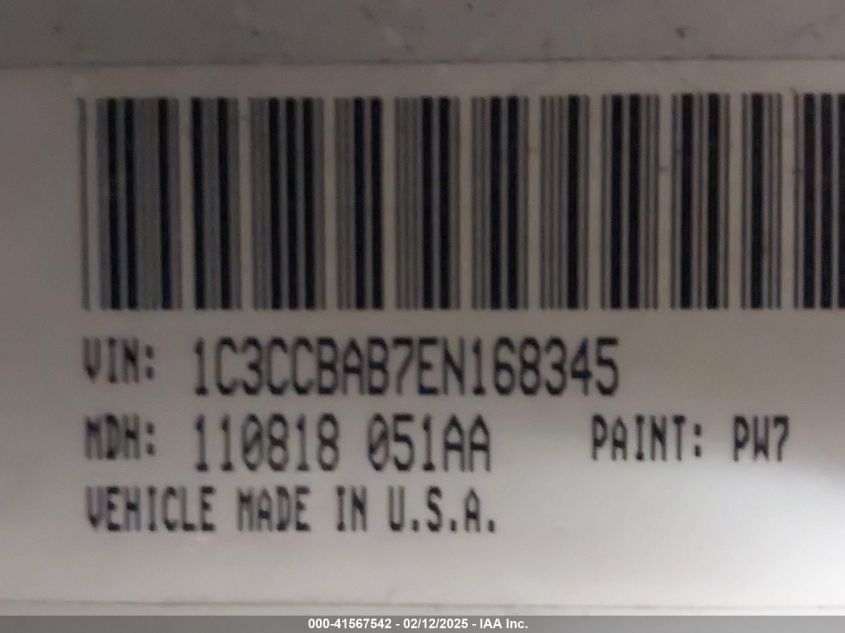 VIN: 1C3CCBAB7EN168345
MDH: 110818 051AA PAINT: PW7
VEHICLE MADE IN U.S.A.
000-41567542 - 02/12/2025 - IAA Inc.